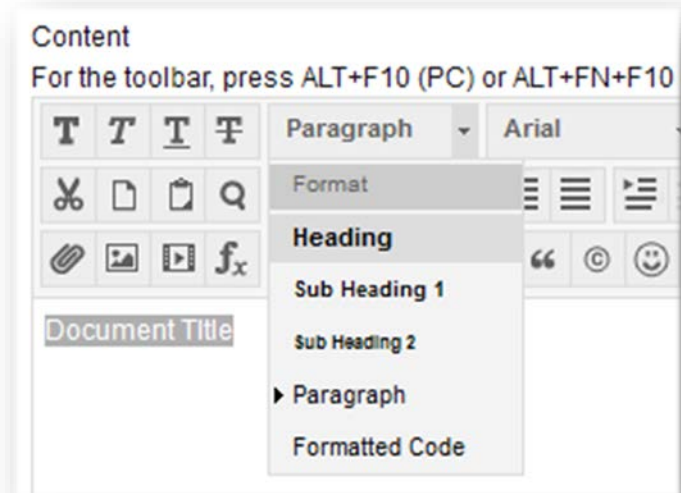 Content
For the toolbar, press ALT+F10 (PC) or ALT+FN+F10
T T T T Paragraph Arial
Format
Heading
Sub Heading 1
Sub Heading 2
Paragraph
Formatted Code
fx “ ©
Document Title